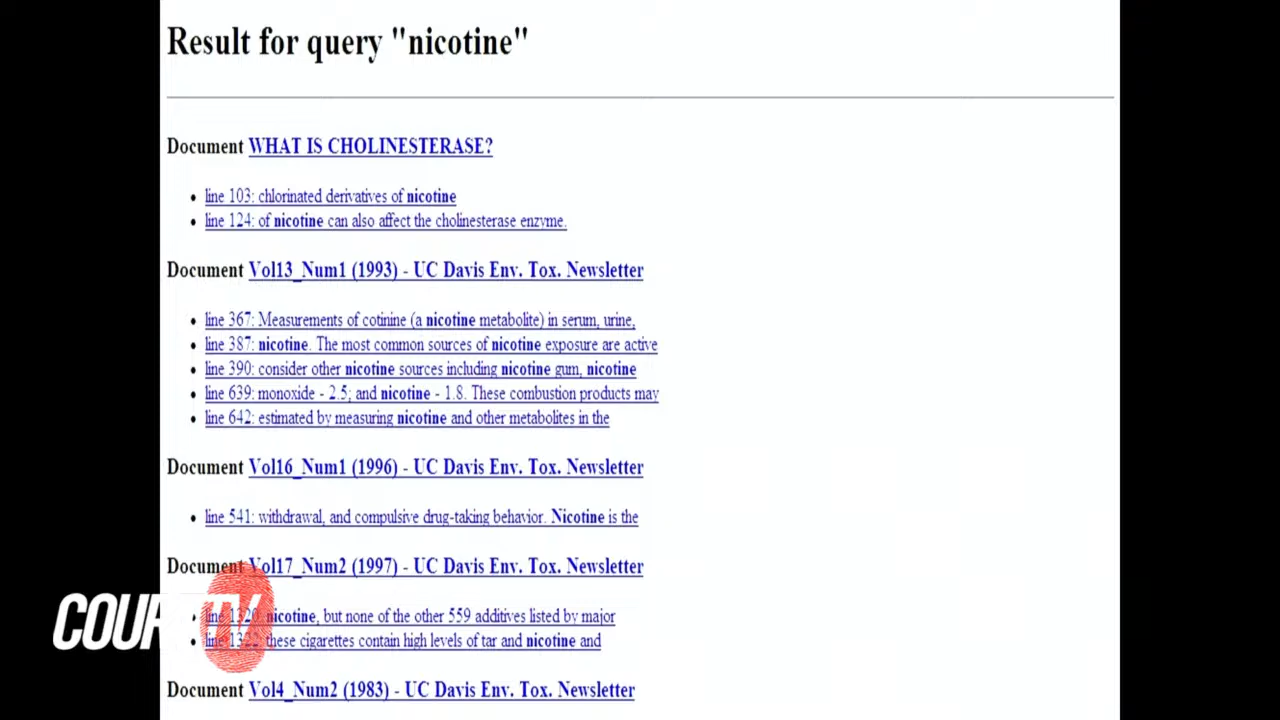 Result for query "nicotine"
Document WHAT IS CHOLINESTERASE?
line 103: chlorinated derivatives of nicotine
line 124: of nicotine can also affect the cholinesterase enzyme.
Document Vol13_Num1 (1993) - UC Davis Env. Tox. Newsletter
line 367: Measurements of cotinine (a nicotine metabolite) in serum, urine,
line 387: nicotine. The most common sources of nicotine exposure are active
line 390: consider other nicotine sources including nicotine gum, nicotine
line 639: monoxide - 2.5; and nicotine - 1.8. These combustion products may
line 642: estimated by measuring nicotine and other metabolites in the
Document Vol16_Num1 (1996) - UC Davis Env. Tox. Newsletter
line 541: withdrawal, and compulsive drug-taking behavior. Nicotine is the
Document Vol17_Num2 (1997) - UC Davis Env. Tox. Newsletter
line 1320: nicotine, but none of the other 559 additives listed by major
line 1322: these cigarettes contain high levels of tar and nicotine and
COURT TV
Document Vol4_Num2 (1983) - UC Davis Env. Tox. Newsletter